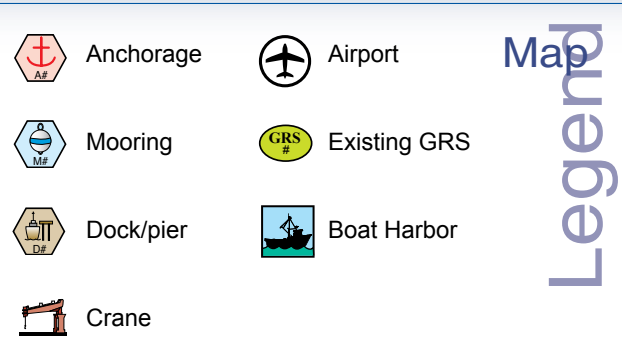 Map
Legend
A#
Anchorage
Airport
M#
Mooring
GRS
#
Existing GRS
D#
Dock/pier
Boat Harbor
Crane